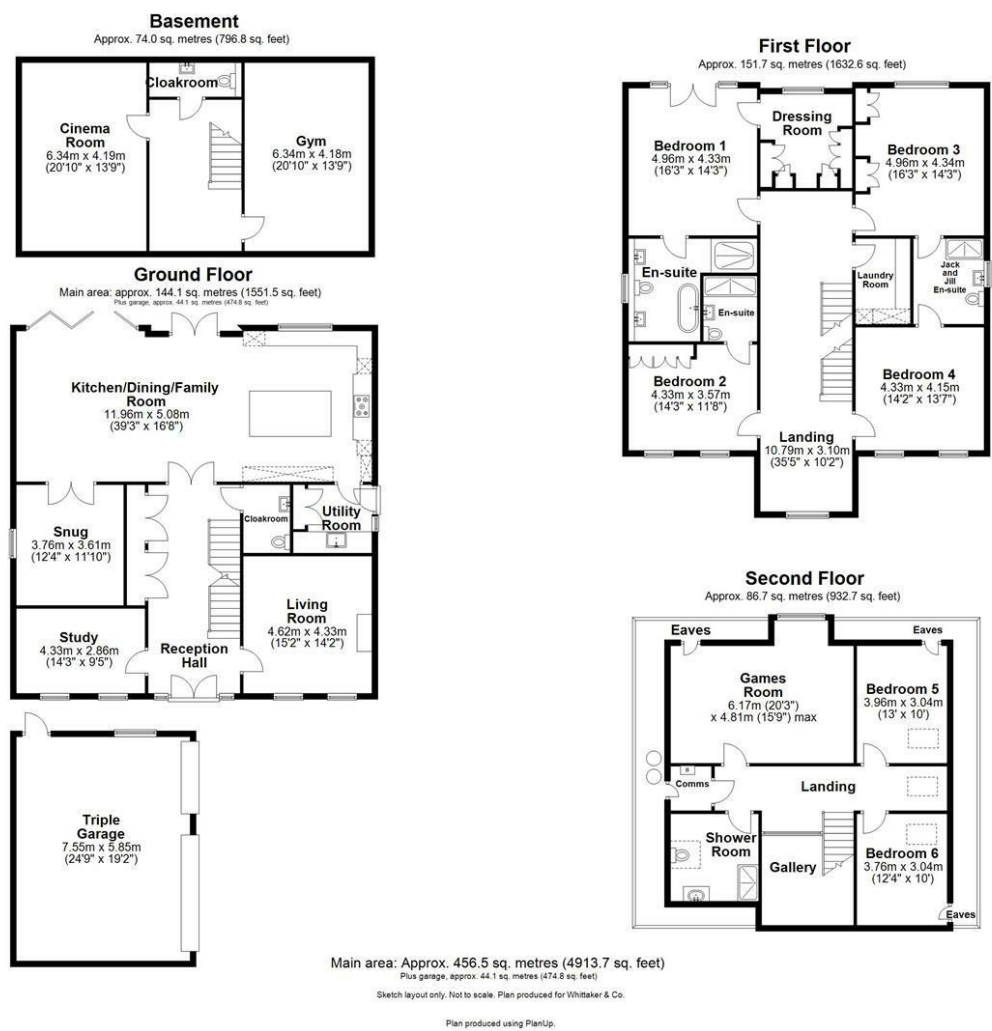 Basement
Approx. 74.0 sq. metres (796.8 sq. feet)
Cloakroom
Cinema
Room
6.34m x 4.19m
(20'10" x 13'9")
Gym
6.34m x 4.18m
(20'10" x 13'9")
Ground Floor
Main area: approx. 144.1 sq. metres (1551.5 sq. feet)
Plus garage, approx. 44.1 sq. metres (474.8 sq. feet)
Kitchen/Dining/Family
Room
11.96m x 5.08m
(39'3" x 16'8")
Snug
3.76m x 3.61m
(12'4" x 11'10")
Cloakroom
Utility
Room
Study
4.33m x 2.86m
(14'3" x 9'5")
Reception
Hall
Living
Room
4.62m x 4.33m
(15'2" x 14'2")
Triple
Garage
7.55m x 5.85m
(24'9" x 19'2")
First Floor
Approx. 151.7 sq. metres (1632.6 sq. feet)
Bedroom 1
4.96m x 4.33m
(16'3" x 14'3")
Dressing
Room
Bedroom 3
4.96m x 4.34m
(16'3" x 14'3")
En-suite
En-suite
Laundry
Room
Jack
and
Jill
En-suite
Bedroom 2
4.33m x 3.57m
(14'3" x 11'8")
Bedroom 4
4.33m x 4.15m
(14'2" x 13'7")
Landing
10.79m x 3.10m
(35'5" x 10'2")
Second Floor
Approx. 86.7 sq. metres (932.7 sq. feet)
Eaves
Eaves
Games
Room
6.17m (20'3")
x 4.81m (15'9") max
Bedroom 5
3.96m x 3.04m
(13' x 10')
Comms
Landing
Shower
Room
Gallery
Bedroom 6
3.76m x 3.04m
(12'4" x 10')
Eaves
Main area: Approx. 456.5 sq. metres (4913.7 sq. feet)
Plus garage, approx. 44.1 sq. metres (474.8 sq. feet)
Sketch layout only. Not to scale. Plan produced for Whittaker & Co.
Plan produced using PlanUp.